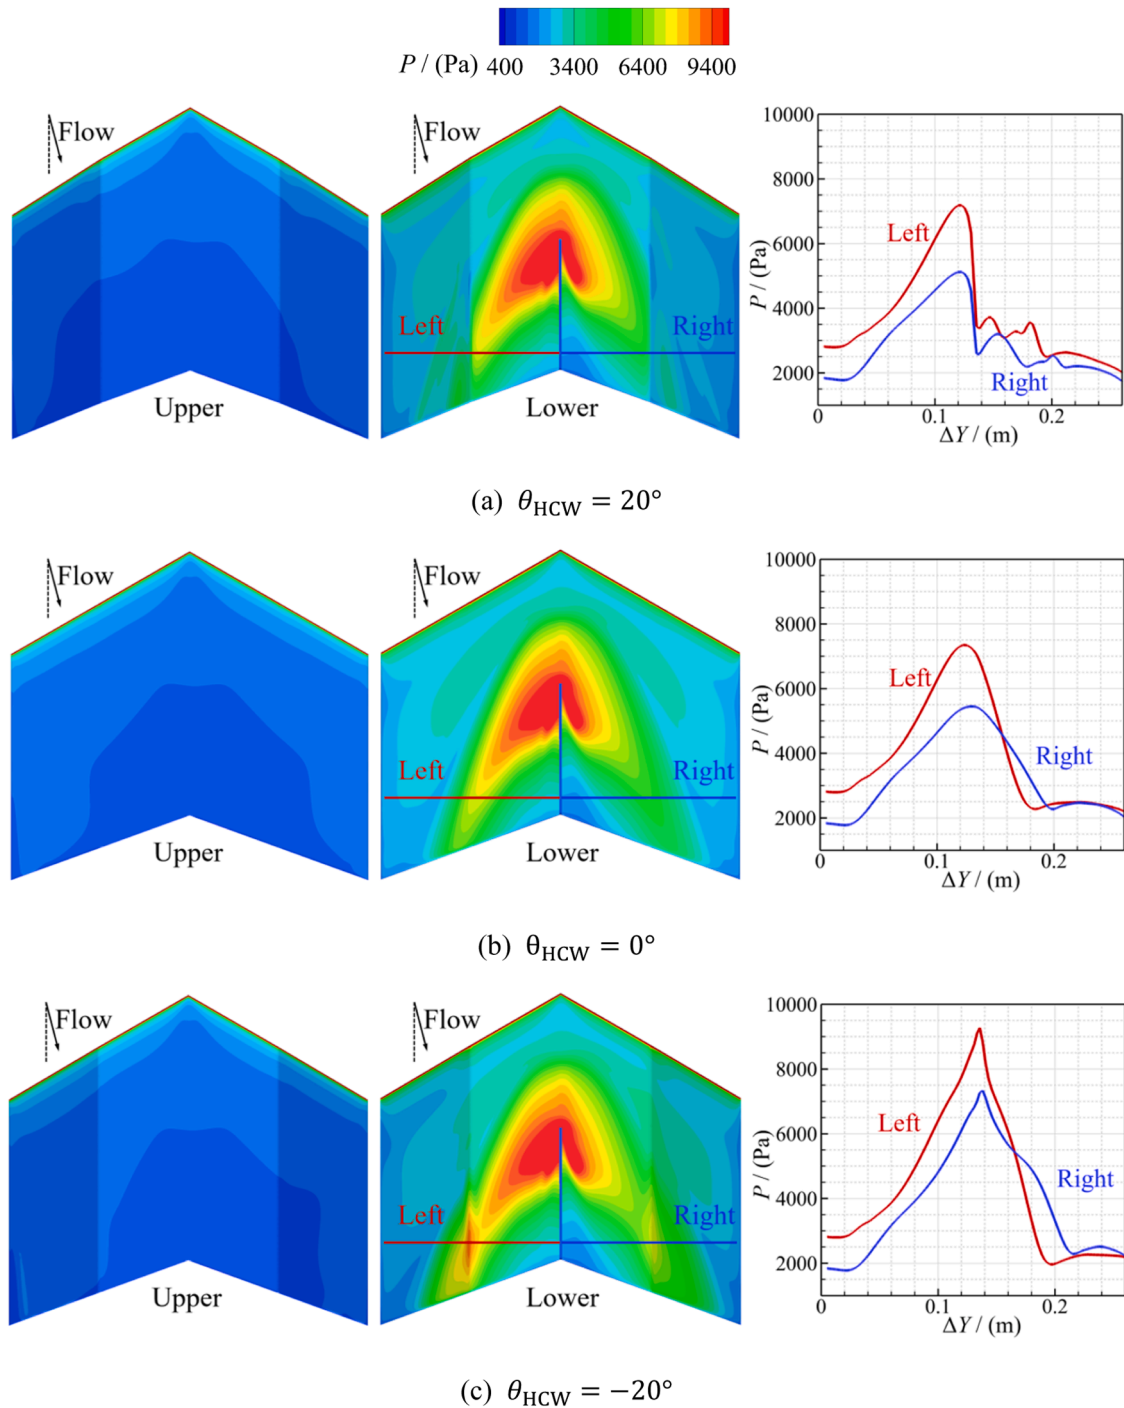 P / (Pa) 400 3400 6400 9400
Flow
Upper
Flow
Left
Right
Lower
10000
8000
6000
4000
2000
P / (Pa)
Left
Right
0 0.1 0.2
ΔY / (m)
(a) θHCW = 20°
Flow
Upper
Flow
Left
Right
Lower
10000
8000
6000
4000
2000
P / (Pa)
Left
Right
0 0.1 0.2
ΔY / (m)
(b) θHCW = 0°
Flow
Upper
Flow
Left
Right
Lower
10000
8000
6000
4000
2000
P / (Pa)
Left
Right
0 0.1 0.2
ΔY / (m)
(c) θHCW = −20°